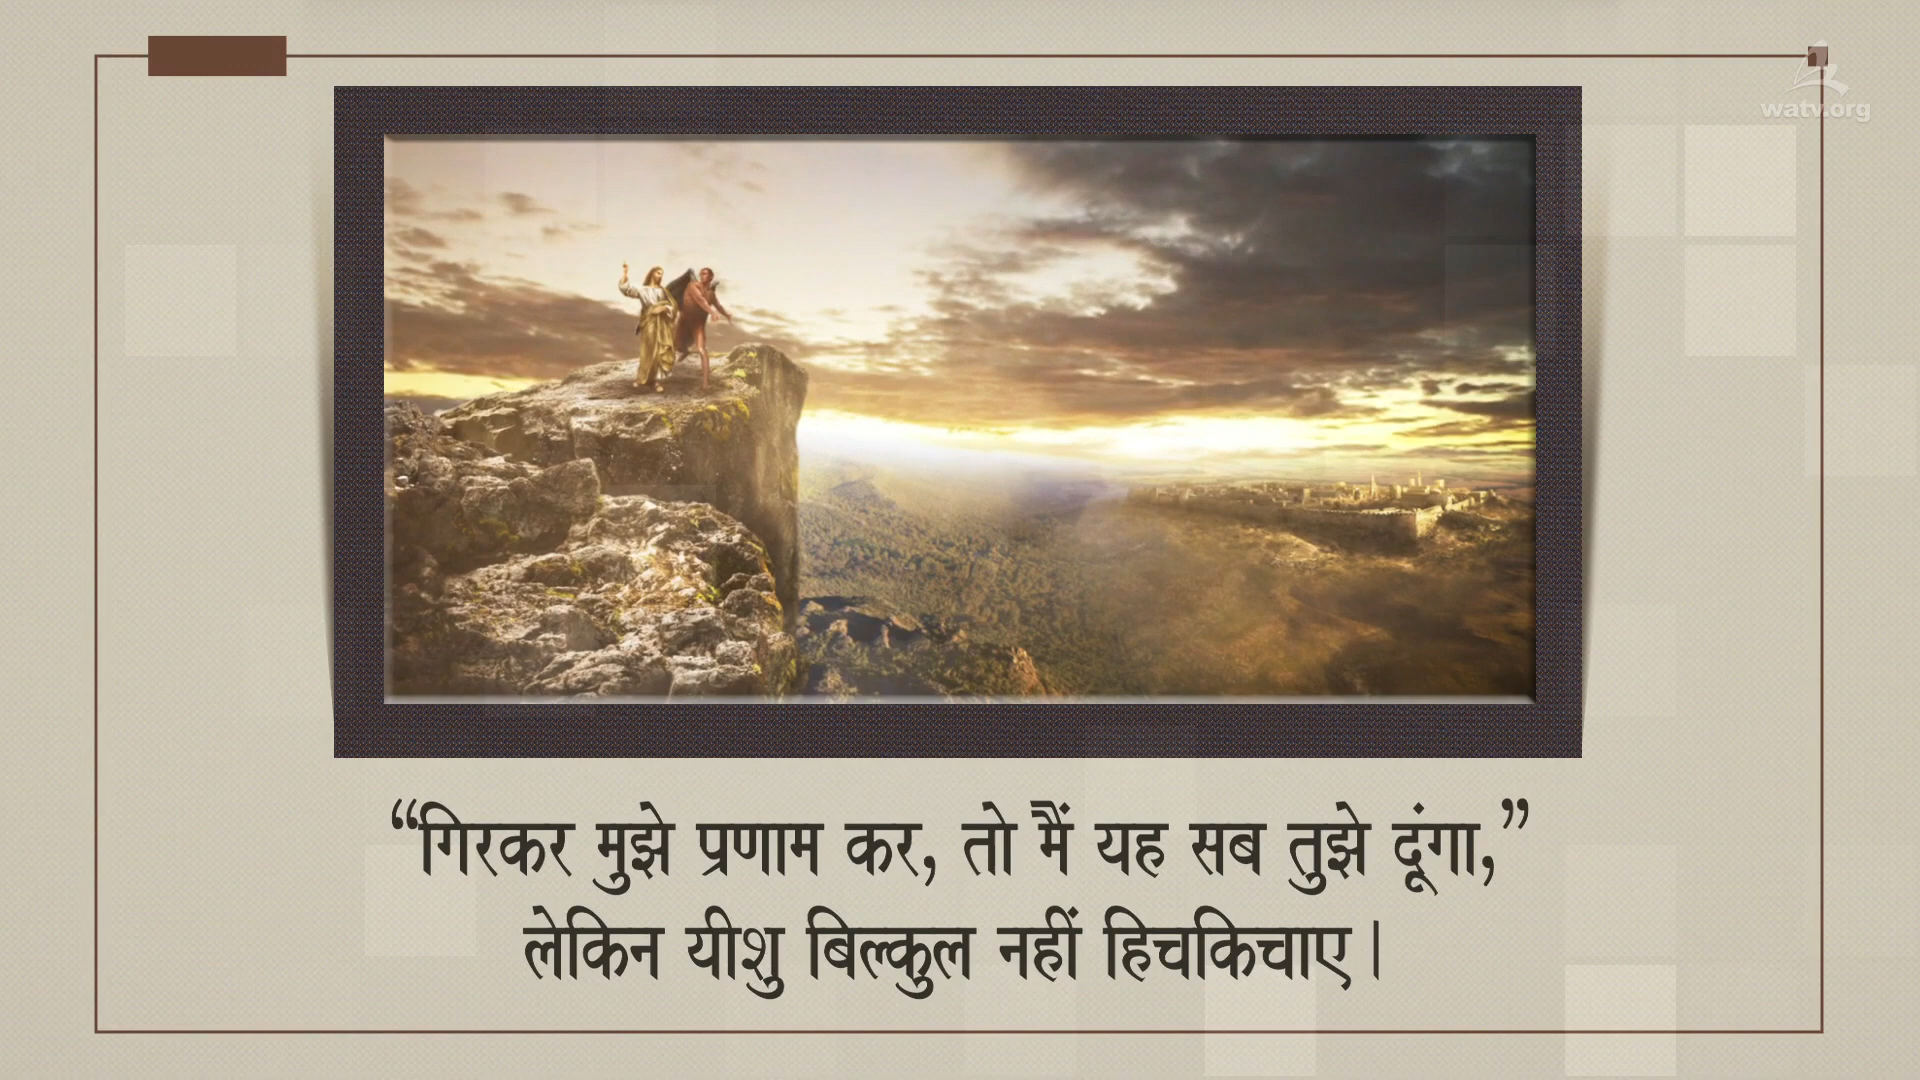 watv.org
“गिरकर मुझे प्रणाम कर, तो मैं यह सब तुझे दूंगा,”
लेकिन यीशु बिल्कुल नहीं हिचकिचाए।